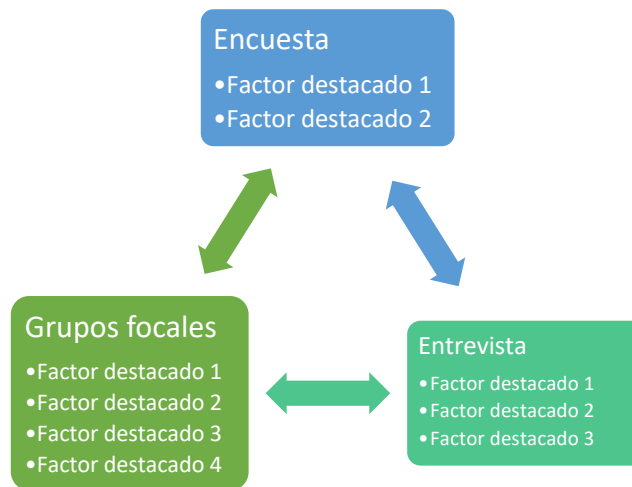 Encuesta
•Factor destacado 1
•Factor destacado 2
Grupos focales
•Factor destacado 1
•Factor destacado 2
•Factor destacado 3
•Factor destacado 4
Entrevista
•Factor destacado 1
•Factor destacado 2
•Factor destacado 3